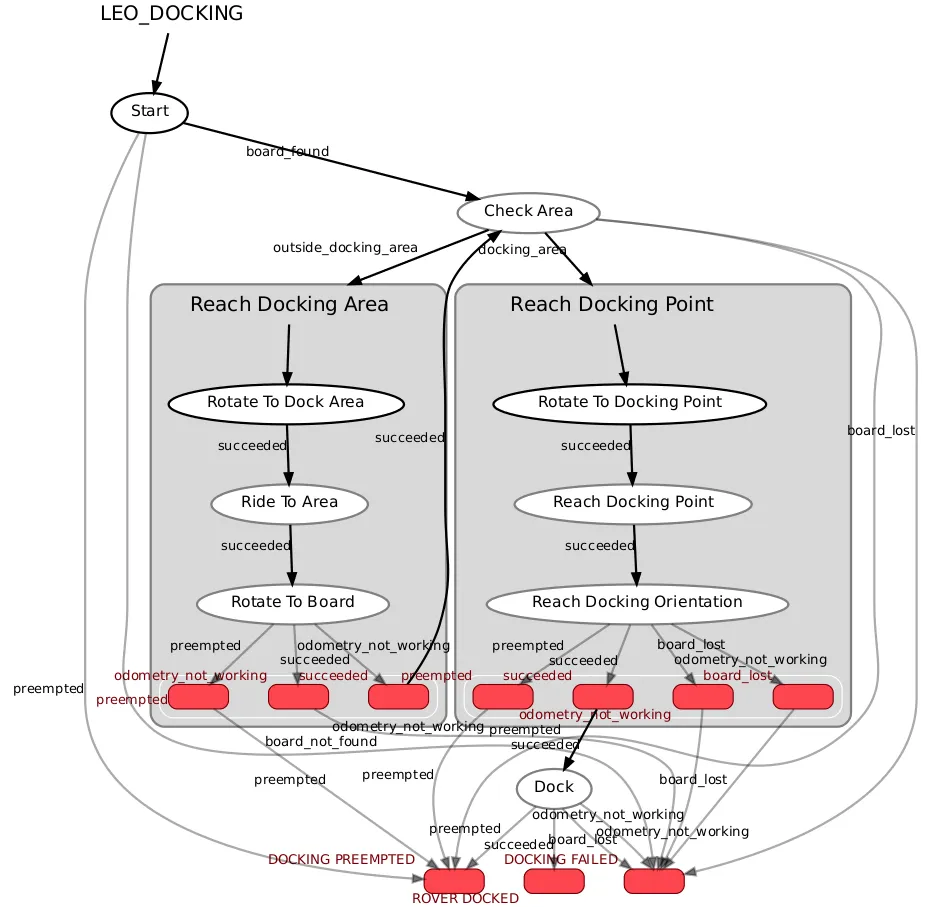 LEO_DOCKING
Start
board_found
Check Area
outside_docking_area
docking_area
Reach Docking Area
Reach Docking Point
Rotate To Dock Area
Rotate To Docking Point
board_lost
succeeded
succeeded
succeeded
Ride To Area
Reach Docking Point
succeeded
succeeded
Rotate To Board
Reach Docking Orientation
preempted
odometry_not_working
preempted
board_lost
succeeded
succeeded
odometry_not_working
odometry_not_working
succeeded
preempted
succeeded
board_lost
preempted
preempted
odometry_not_working
odometry_not_working
preempted
board_not_found
succeeded
preempted
preempted
board_lost
Dock
odometry_not_working
preempted
odometry_not_working
succeeded
board_lost
DOCKING PREEMPTED
DOCKING FAILED
ROVER DOCKED